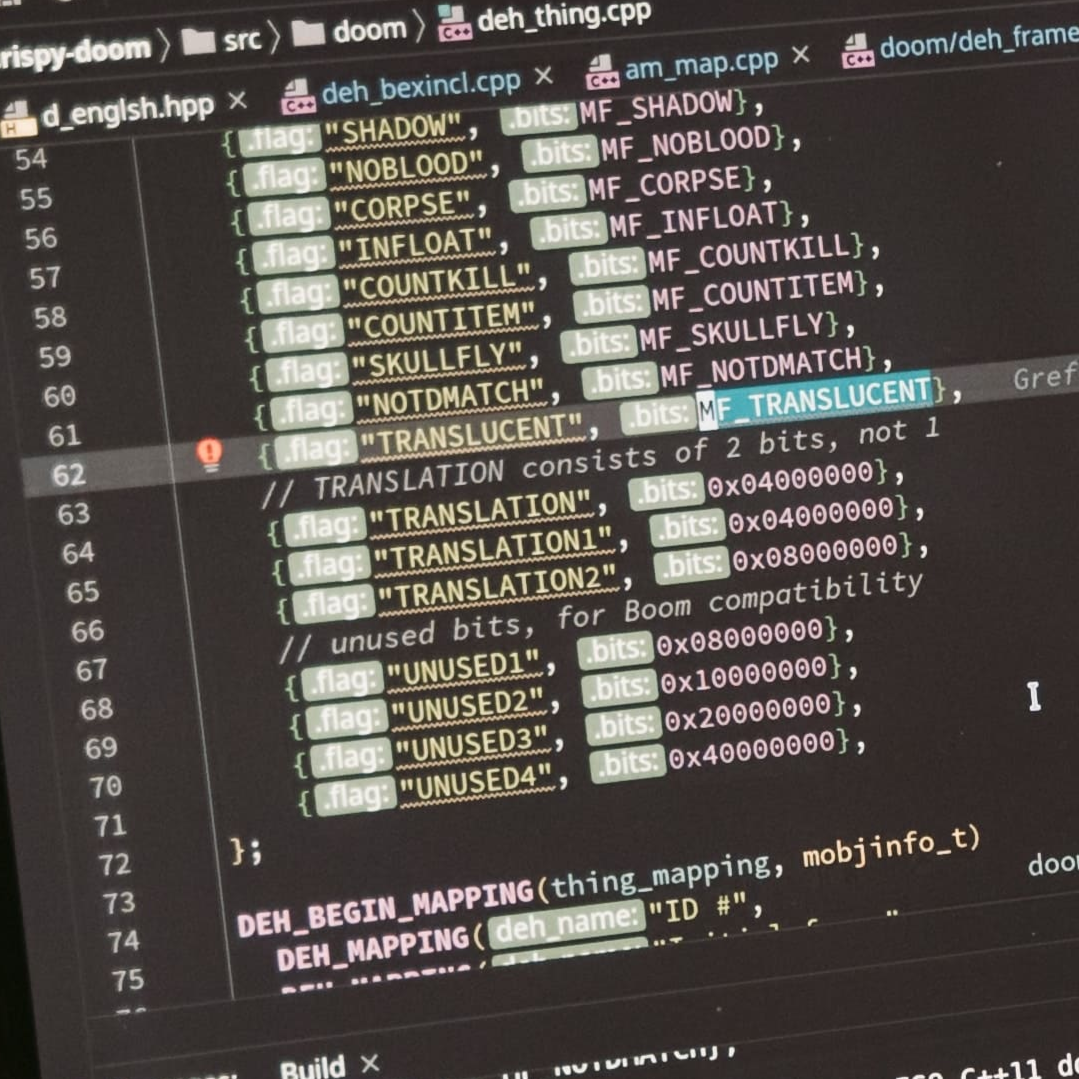 rispy-doom 〉 src 〉 doom 〉 C++ deh_thing.cpp
H d_englsh.hpp × C++ deh_bexincl.cpp × C++ am_map.cpp × C++ doom/deh_frame
54 {.flag:"SHADOW", .bits:MF_SHADOW},
55 {.flag:"NOBLOOD", .bits:MF_NOBLOOD},
56 {.flag:"CORPSE", .bits:MF_CORPSE},
57 {.flag:"INFLOAT", .bits:MF_INFLOAT},
58 {.flag:"COUNTKILL", .bits:MF_COUNTKILL},
59 {.flag:"COUNTITEM", .bits:MF_COUNTITEM},
60 {.flag:"SKULLFLY", .bits:MF_SKULLFLY},
61 {.flag:"NOTDMATCH", .bits:MF_NOTDMATCH},
62 {.flag:"TRANSLUCENT", .bits:MF_TRANSLUCENT}, Gref
63 // TRANSLATION consists of 2 bits, not 1
64 {.flag:"TRANSLATION", .bits:0x04000000},
65 {.flag:"TRANSLATION1", .bits:0x04000000},
66 {.flag:"TRANSLATION2", .bits:0x08000000},
67 // unused bits, for Boom compatibility
68 {.flag:"UNUSED1", .bits:0x08000000},
69 {.flag:"UNUSED2", .bits:0x10000000},
70 {.flag:"UNUSED3", .bits:0x20000000},
71 {.flag:"UNUSED4", .bits:0x40000000},
72 };
73
74 DEH_BEGIN_MAPPING(thing_mapping, mobjinfo_t) doom
75 DEH_MAPPING(deh_name:"ID #",
Build ×
C++11 de